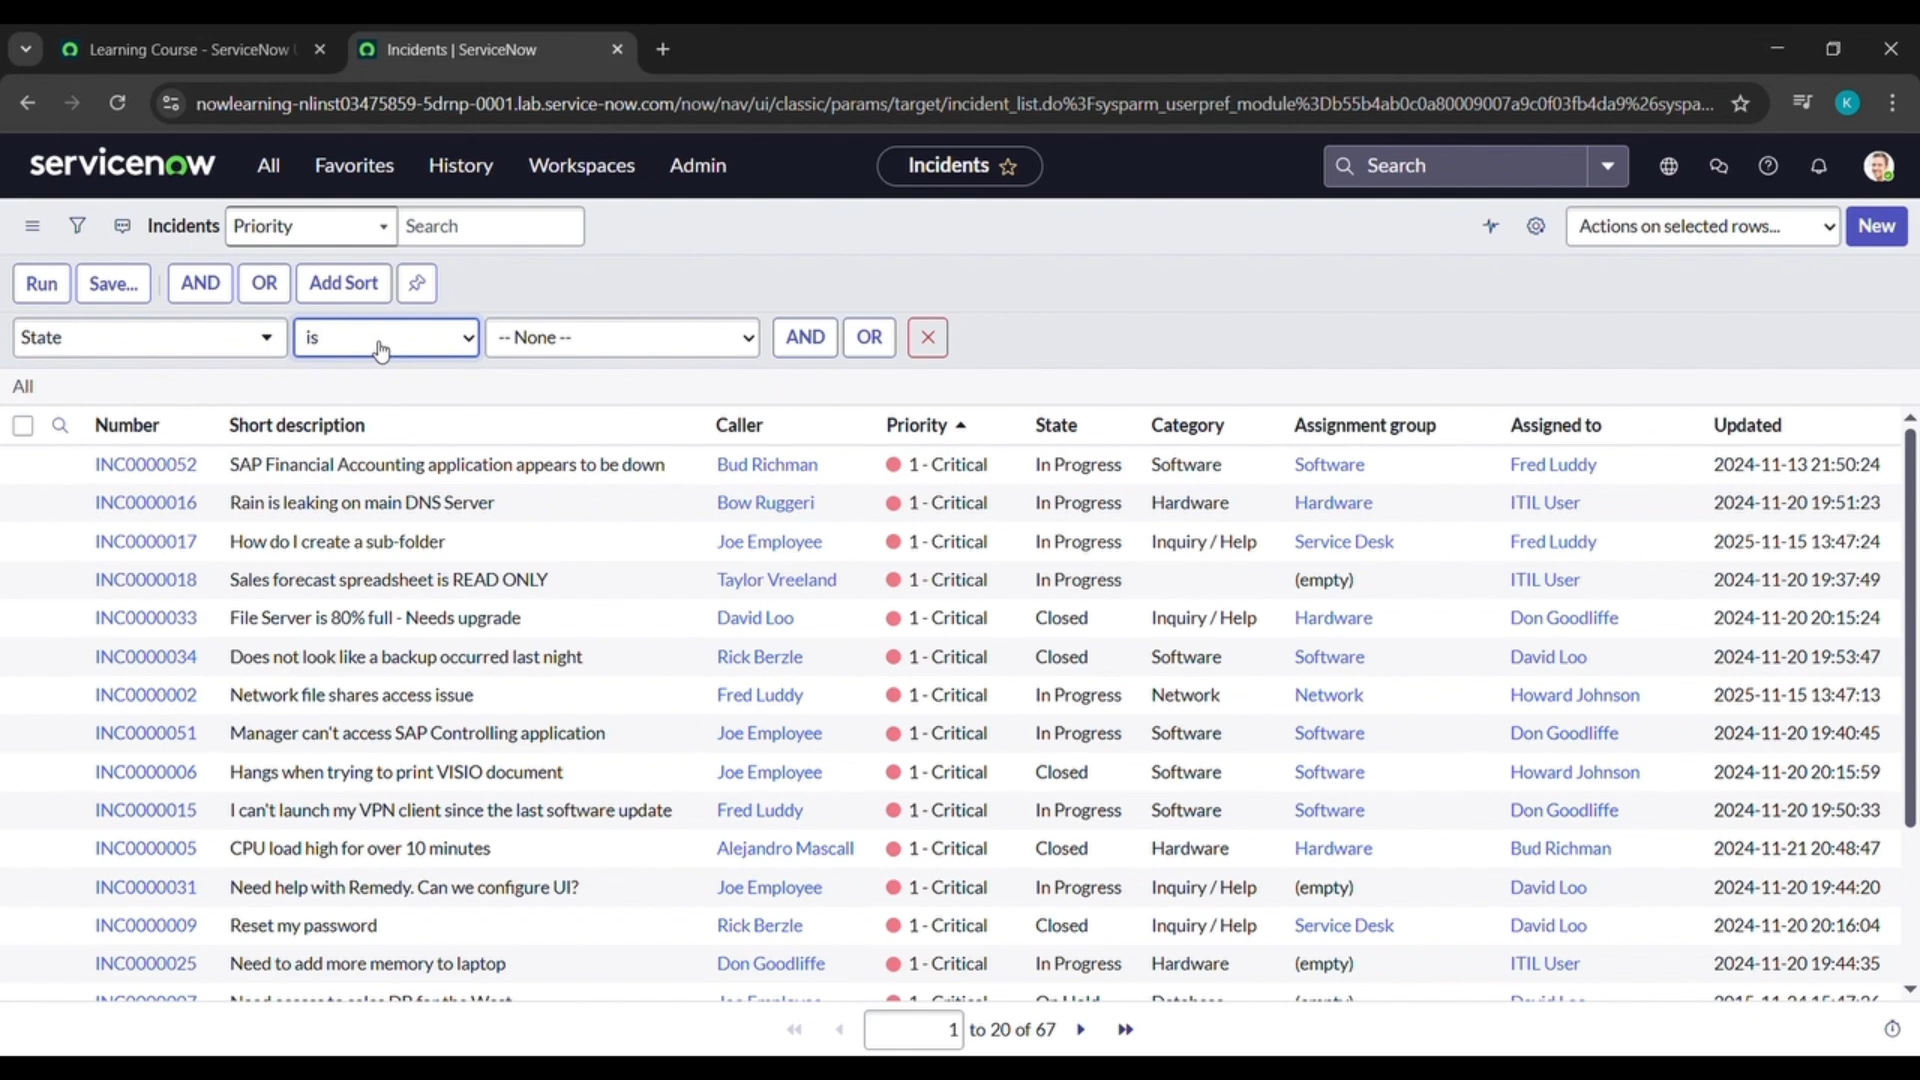 Learning Course - ServiceNow U
Incidents | ServiceNow
nowlearning-nlinst03475859-5drnp-0001.lab.service-now.com/now/nav/ui/classic/params/target/incident_list.do%3Fsysparm_userpref_module%3Db55b4ab0c0a80009007a9c0f03fb4da9%26syspa...
K
servicenow All Favorites History Workspaces Admin Incidents Search
Incidents Priority Search Actions on selected rows... New
Run Save... AND OR Add Sort
State is -- None -- AND OR
All
Number Short description Caller Priority State Category Assignment group Assigned to Updated
INC0000052 SAP Financial Accounting application appears to be down Bud Richman 1 - Critical In Progress Software Software Fred Luddy 2024-11-13 21:50:24
INC0000016 Rain is leaking on main DNS Server Bow Ruggeri 1 - Critical In Progress Hardware Hardware ITIL User 2024-11-20 19:51:23
INC0000017 How do I create a sub-folder Joe Employee 1 - Critical In Progress Inquiry / Help Service Desk Fred Luddy 2025-11-15 13:47:24
INC0000018 Sales forecast spreadsheet is READ ONLY Taylor Vreeland 1 - Critical In Progress (empty) ITIL User 2024-11-20 19:37:49
INC0000033 File Server is 80% full - Needs upgrade David Loo 1 - Critical Closed Inquiry / Help Hardware Don Goodliffe 2024-11-20 20:15:24
INC0000034 Does not look like a backup occurred last night Rick Berzle 1 - Critical Closed Software Software David Loo 2024-11-20 19:53:47
INC0000002 Network file shares access issue Fred Luddy 1 - Critical In Progress Network Network Howard Johnson 2025-11-15 13:47:13
INC0000051 Manager can't access SAP Controlling application Joe Employee 1 - Critical In Progress Software Software Don Goodliffe 2024-11-20 19:40:45
INC0000006 Hangs when trying to print VISIO document Joe Employee 1 - Critical Closed Software Software Howard Johnson 2024-11-20 20:15:59
INC0000015 I can't launch my VPN client since the last software update Fred Luddy 1 - Critical In Progress Software Software Don Goodliffe 2024-11-20 19:50:33
INC0000005 CPU load high for over 10 minutes Alejandro Mascall 1 - Critical Closed Hardware Hardware Bud Richman 2024-11-21 20:48:47
INC0000031 Need help with Remedy. Can we configure UI? Joe Employee 1 - Critical In Progress Inquiry / Help (empty) David Loo 2024-11-20 19:44:20
INC0000009 Reset my password Rick Berzle 1 - Critical Closed Inquiry / Help Service Desk David Loo 2024-11-20 20:16:04
INC0000025 Need to add more memory to laptop Don Goodliffe 1 - Critical In Progress Hardware (empty) ITIL User 2024-11-20 19:44:35
1 to 20 of 67